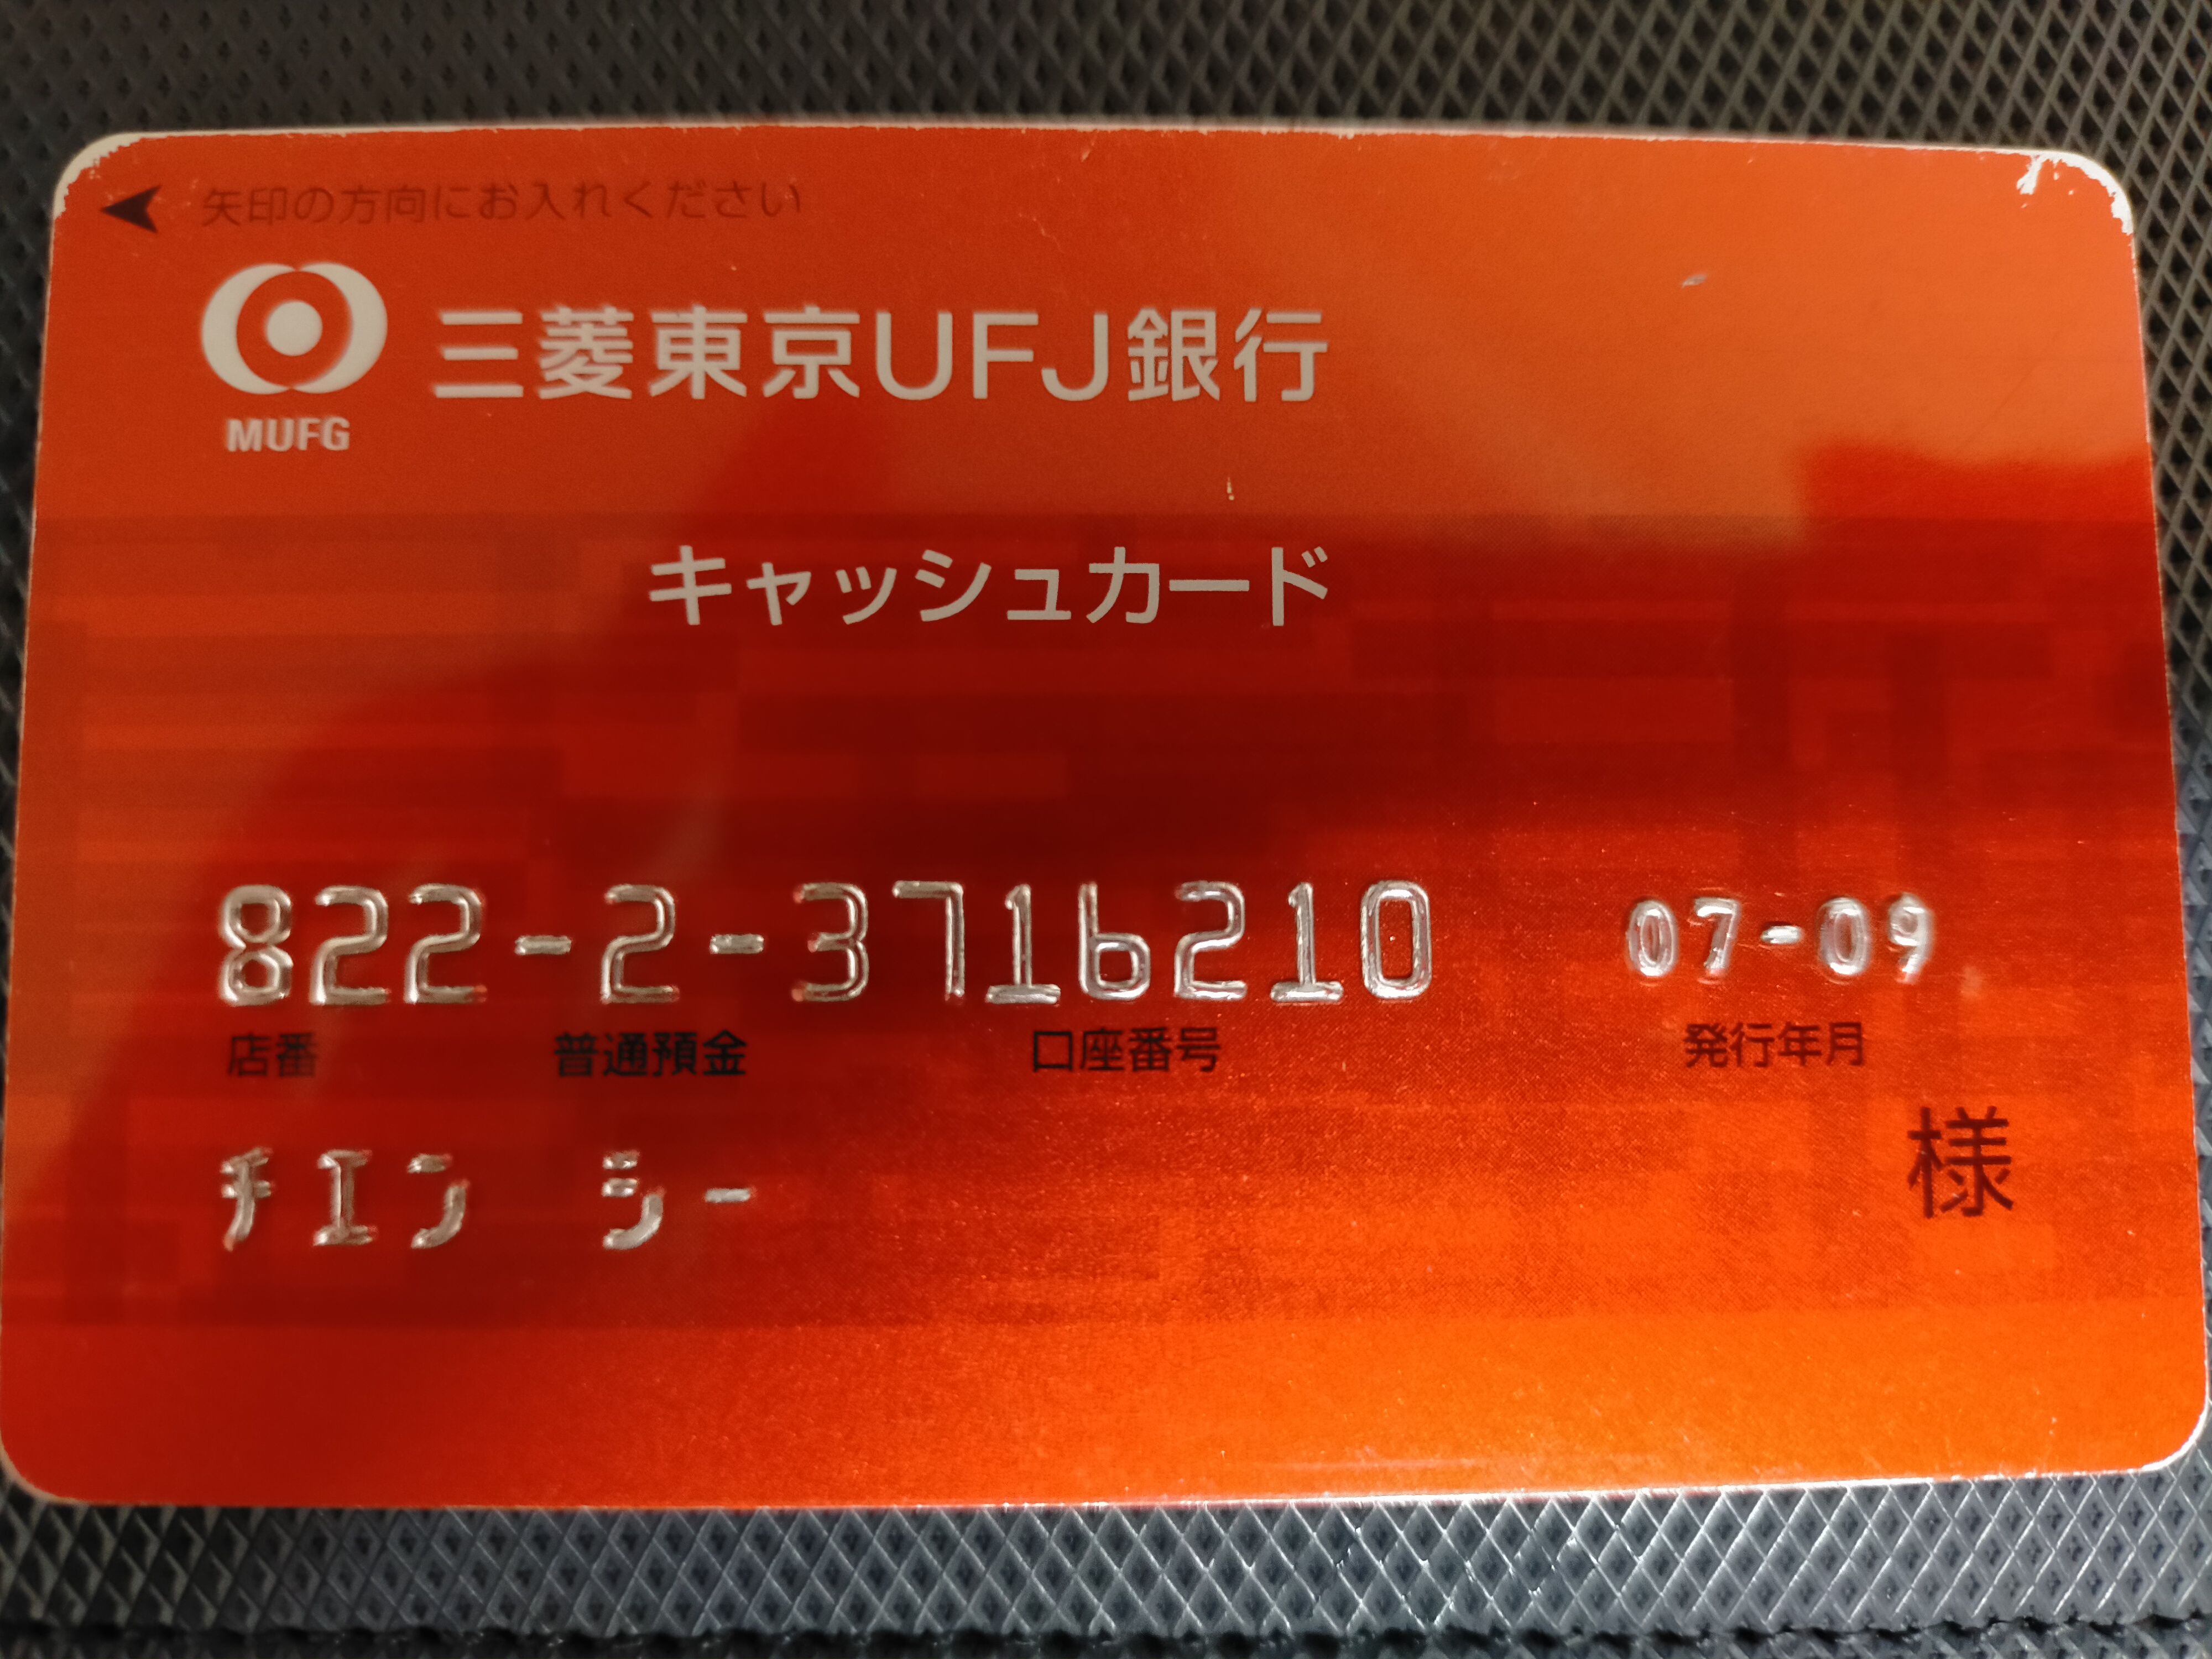 矢印の方向にお入れください
三菱東京UFJ銀行
MUFG
キャッシュカード
822-2-3716210 07-09
店番 普通預金 口座番号 発行年月
チエン シー 様